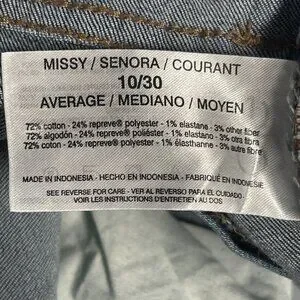 MISSY / SENORA / COURANT
10/30
AVERAGE / MEDIANO / MOYEN
72% cotton - 24% repreve® polyester - 1% elastane - 3% other fiber
72% algodón - 24% repreve® poliéster - 1% elastano - 3% otra fibra
72% coton - 24% repreve® polyester - 1% élasthanne - 3% autre fibre
MADE IN INDONESIA - HECHO EN INDONESIA - FABRIQUÉ EN INDONESIE
SEE REVERSE FOR CARE - VER AL REVERSO PARA EL CUIDADO -
VOIR LES INSTRUCTIONS D'ENTRETIEN AU DOS